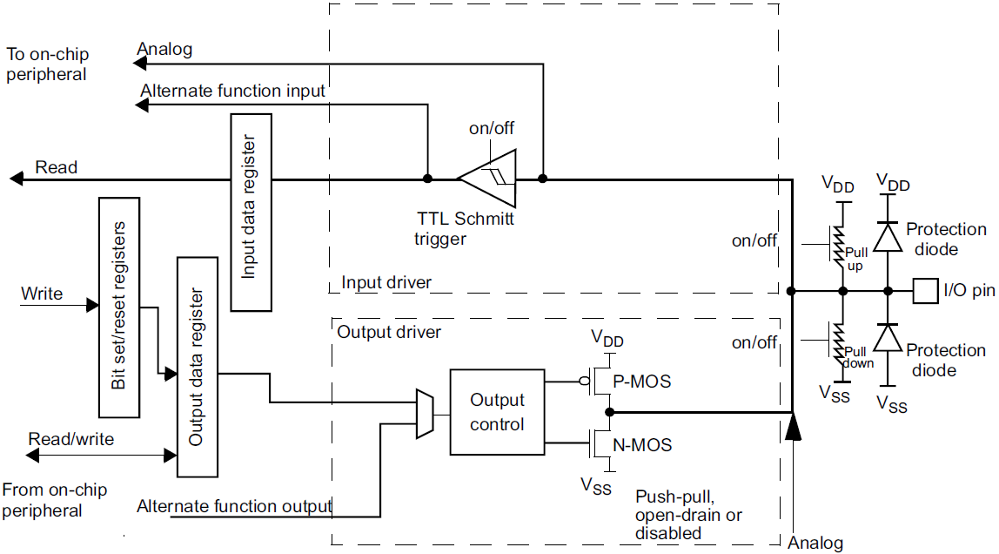 To on-chip
peripheral
Analog
Alternate function input
on/off
Read
Input data register
TTL Schmitt
trigger
VDD
VDD
on/off
Pull
up
Protection
diode
Input driver
I/O pin
Write
Bit set/reset registers
Output data register
Output driver
VDD
on/off
Pull
down
Protection
diode
VSS
VSS
P-MOS
Output
control
N-MOS
VSS
Read/write
From on-chip
peripheral
Alternate function output
Push-pull,
open-drain or
disabled
Analog